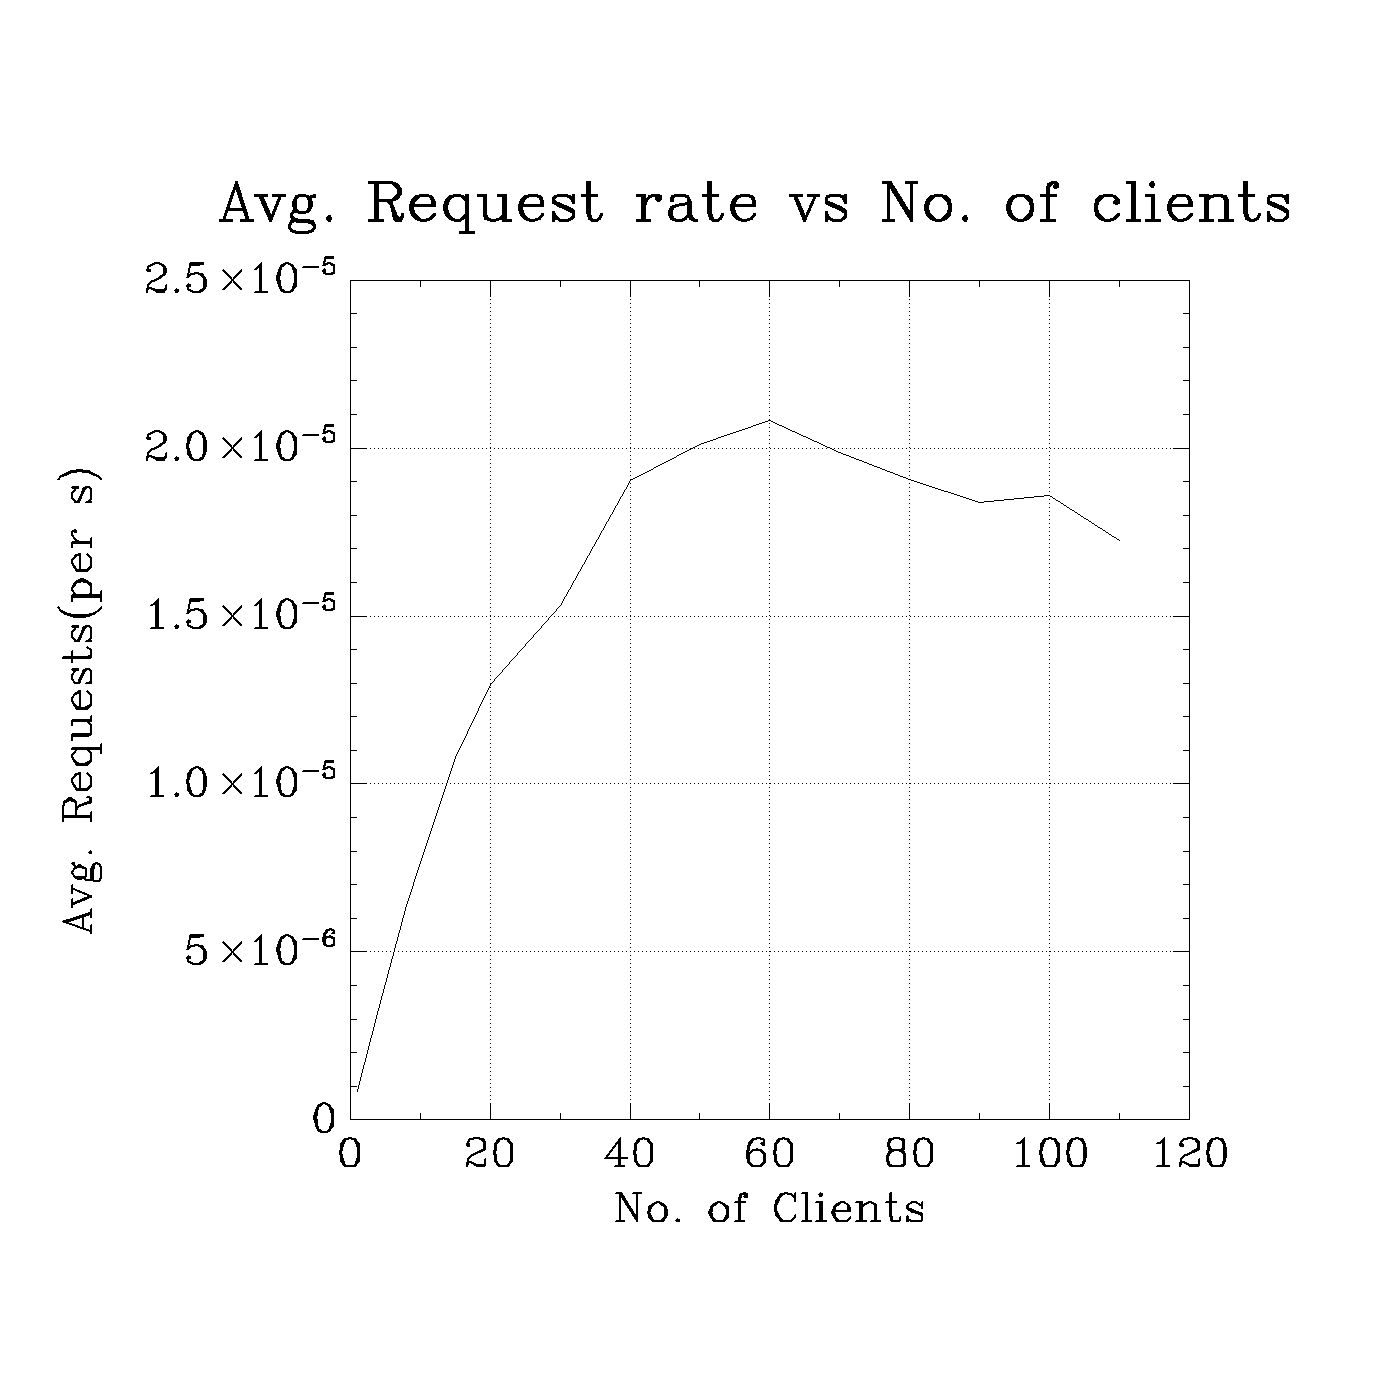 Avg. Request rate vs No. of clients
2.5×10⁻⁵
2.0×10⁻⁵
1.5×10⁻⁵
1.0×10⁻⁵
5×10⁻⁶
0
Avg. Requests(per s)
0 20 40 60 80 100 120
No. of Clients